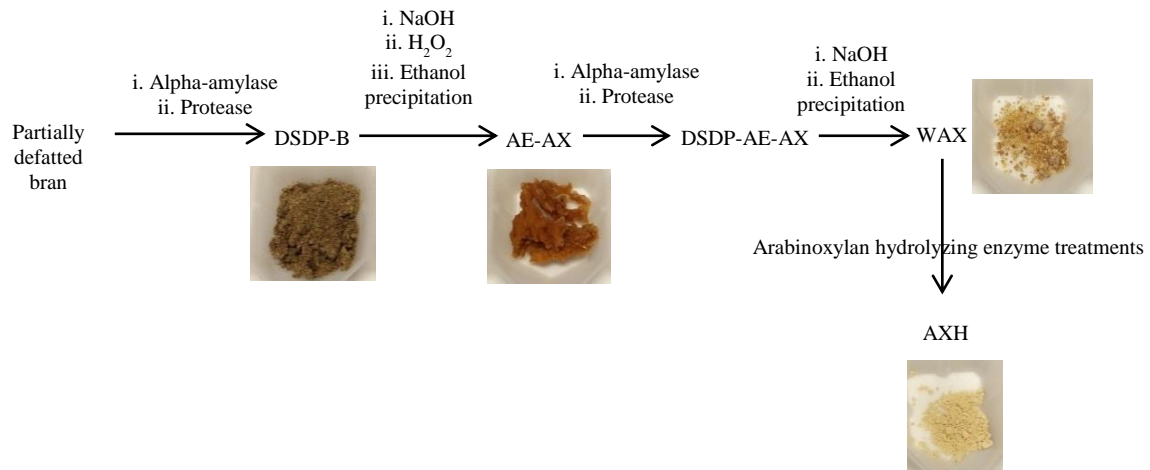 i. NaOH
ii. H₂O₂
iii. Ethanol
precipitation
i. Alpha-amylase
ii. Protease
i. Alpha-amylase
ii. Protease
i. NaOH
ii. Ethanol
precipitation
Partially
defatted
bran
DSDP-B
AE-AX
DSDP-AE-AX
WAX
Arabinoxylan hydrolyzing enzyme treatments
AXH